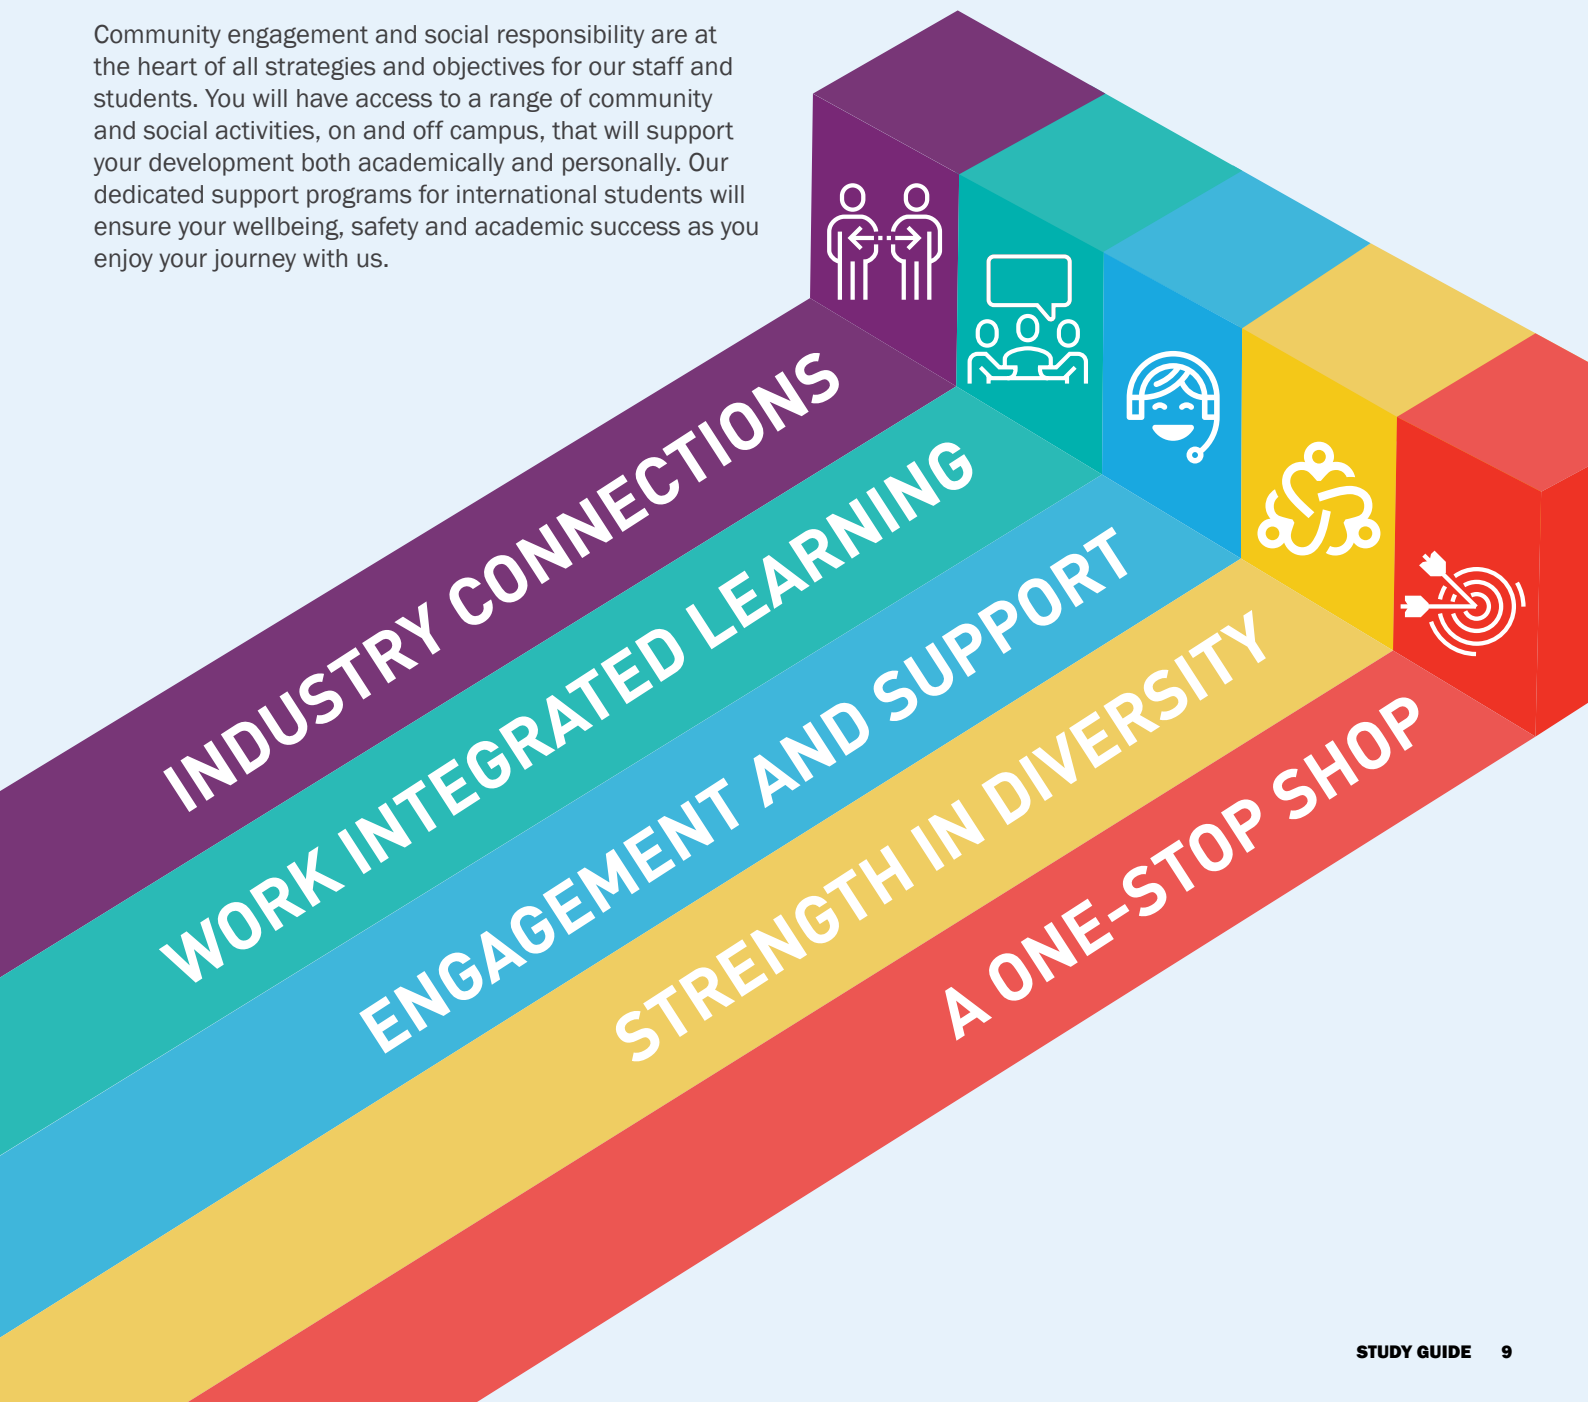 Community engagement and social responsibility are at
the heart of all strategies and objectives for our staff and
students. You will have access to a range of community
and social activities, on and off campus, that will support
your development both academically and personally. Our
dedicated support programs for international students will
ensure your wellbeing, safety and academic success as you
enjoy your journey with us.
INDUSTRY CONNECTIONS
WORK INTEGRATED LEARNING
ENGAGEMENT AND SUPPORT
STRENGTH IN DIVERSITY
A ONE-STOP SHOP
STUDY GUIDE 9